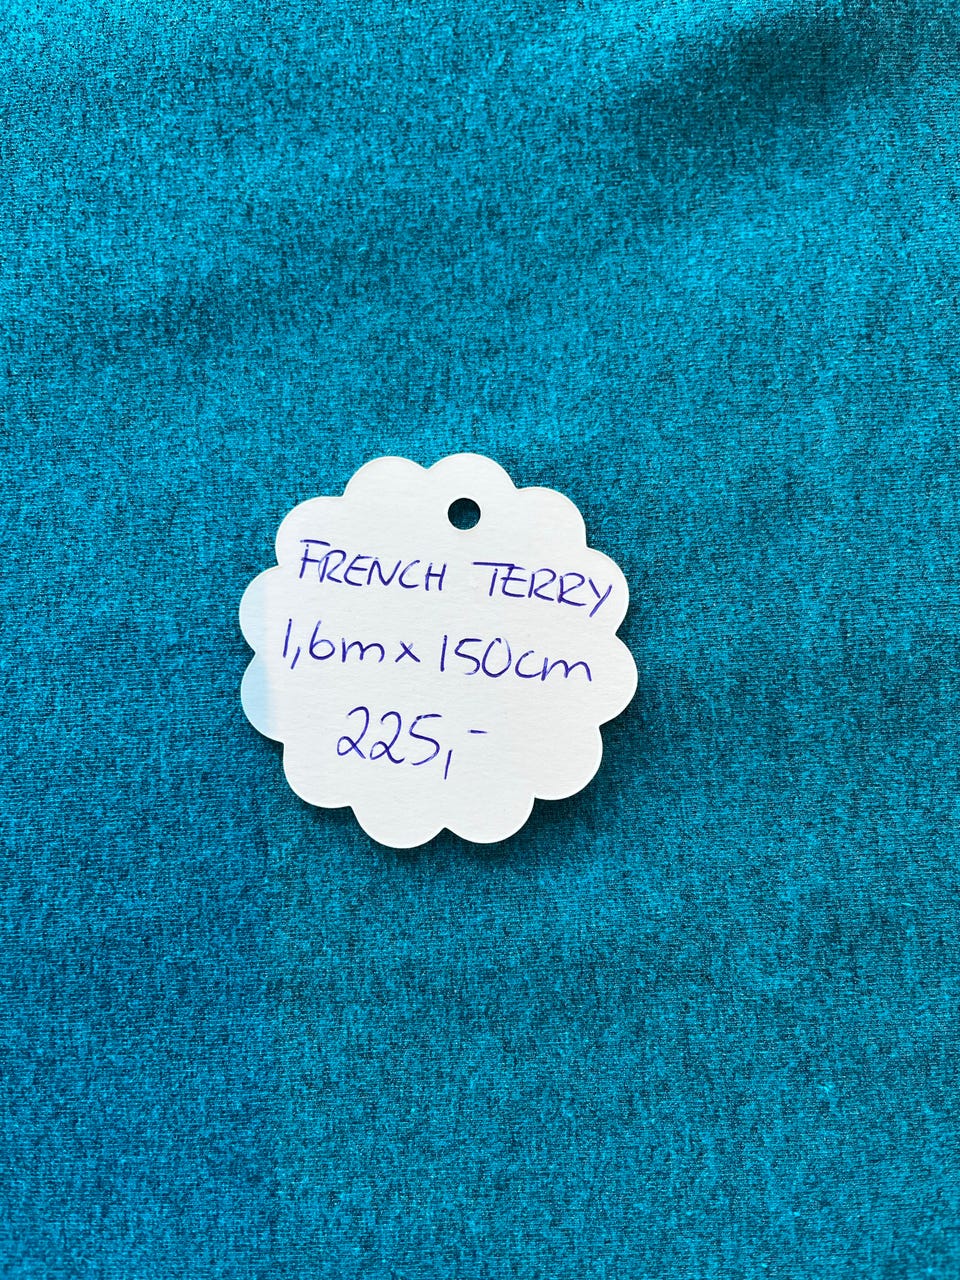 FRENCH TERRY
1,6m x 150cm
225,-